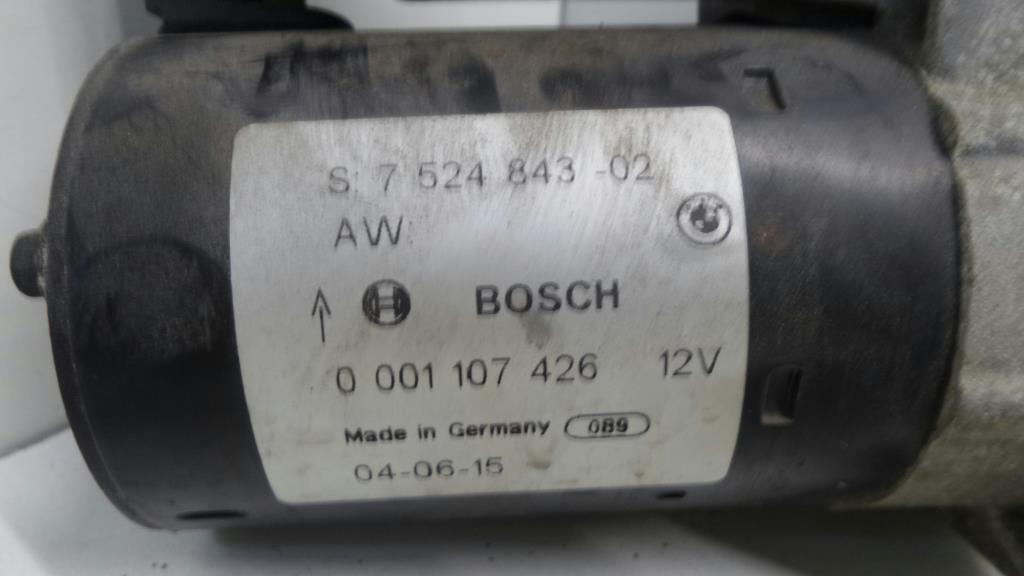 S: 7 524 843 -02
AW:
BOSCH
0 001 107 426 12V
Made in Germany 089
04-06-15